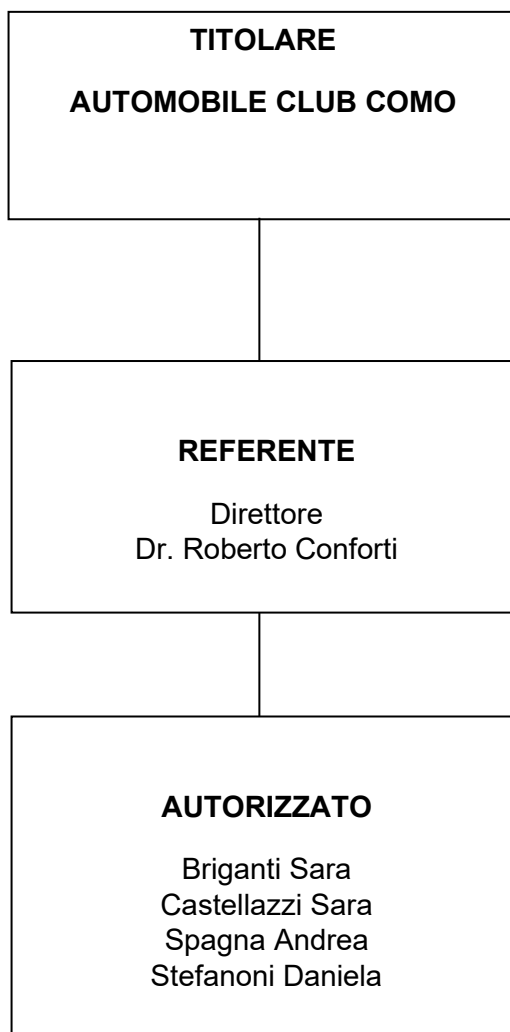 TITOLARE
AUTOMOBILE CLUB COMO
REFERENTE
Direttore
Dr. Roberto Conforti
AUTORIZZATO
Briganti Sara
Castellazzi Sara
Spagna Andrea
Stefanoni Daniela